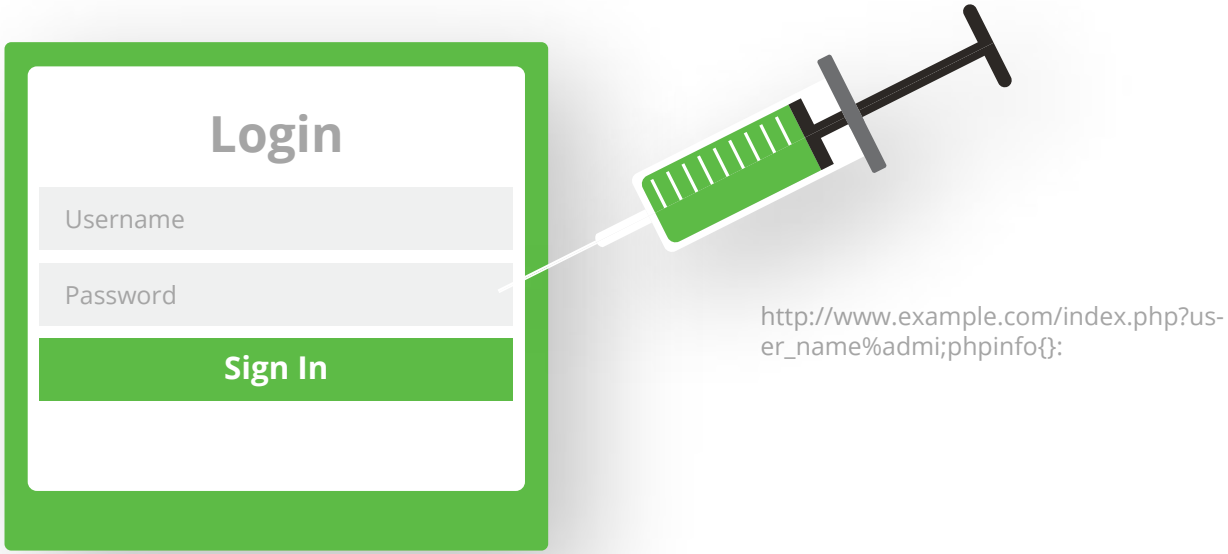 Login
Username
Password
Sign In
http://www.example.com/index.php?us-
er_name%admi;phpinfo{}: